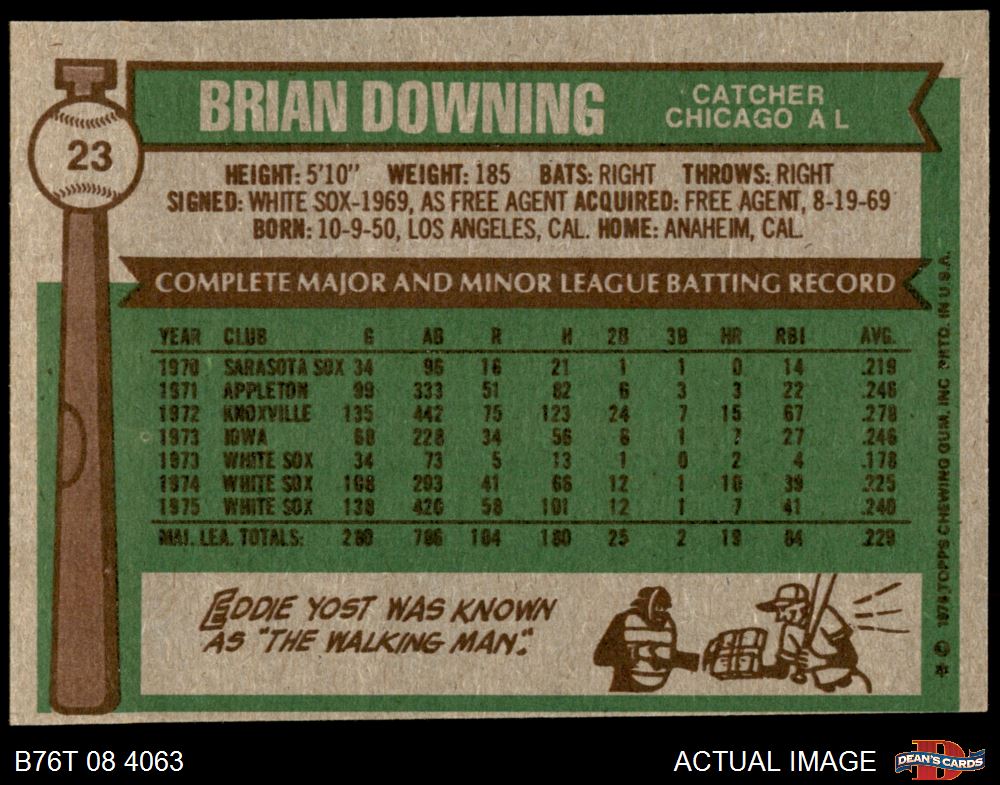 BRIAN DOWNING
CATCHER
CHICAGO A L
23
HEIGHT: 5'10" WEIGHT: 185 BATS: RIGHT THROWS: RIGHT
SIGNED: WHITE SOX-1969, AS FREE AGENT ACQUIRED: FREE AGENT, 8-19-69
BORN: 10-9-50, LOS ANGELES, CAL. HOME: ANAHEIM, CAL.
COMPLETE MAJOR AND MINOR LEAGUE BATTING RECORD
YEAR CLUB G AB R H 2B 3B HR RBI AVG.
1970 SARASOTA SOX 34 96 16 21 1 1 0 14 .219
1971 APPLETON 99 333 51 82 6 3 3 22 .246
1972 KNOXVILLE 135 442 75 123 24 7 15 67 .278
1973 IOWA 68 228 34 56 6 1 7 27 .246
1973 WHITE SOX 34 73 5 13 1 0 2 4 .178
1974 WHITE SOX 108 293 41 66 12 1 10 39 .225
1975 WHITE SOX 138 420 58 101 12 1 7 41 .240
MAJ. LEA. TOTALS: 280 786 104 180 25 2 19 84 .229
EDDIE YOST WAS KNOWN
AS "THE WALKING MAN".
* © 1976 TOPPS CHEWING GUM, INC. PRTD. IN U.S.A.
B76T 08 4063
ACTUAL IMAGE
DEAN'S CARDS